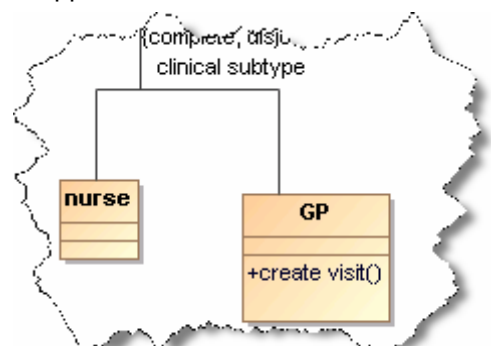 {complete,
clinical subtype
nurse
GP
+create visit()